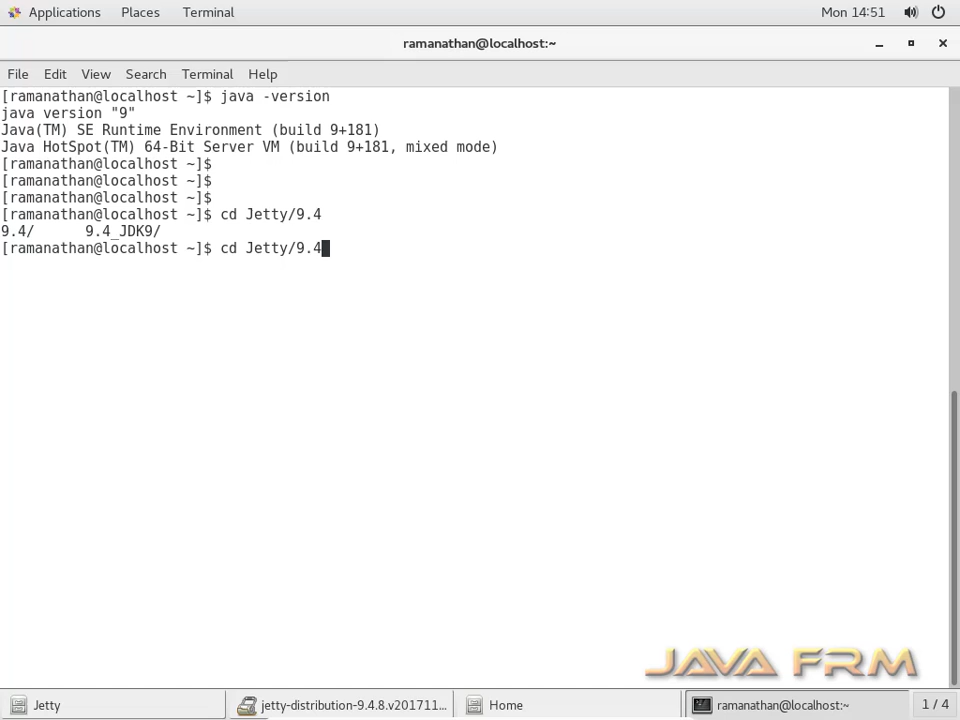 Applications Places Terminal Mon 14:51
ramanathan@localhost:~
File Edit View Search Terminal Help
[ramanathan@localhost ~]$ java -version
java version "9"
Java(TM) SE Runtime Environment (build 9+181)
Java HotSpot(TM) 64-Bit Server VM (build 9+181, mixed mode)
[ramanathan@localhost ~]$
[ramanathan@localhost ~]$
[ramanathan@localhost ~]$
[ramanathan@localhost ~]$ cd Jetty/9.4
9.4/ 9.4_JDK9/
[ramanathan@localhost ~]$ cd Jetty/9.4
JAVA FRM
Jetty jetty-distribution-9.4.8.v201711... Home ramanathan@localhost:~ 1 / 4